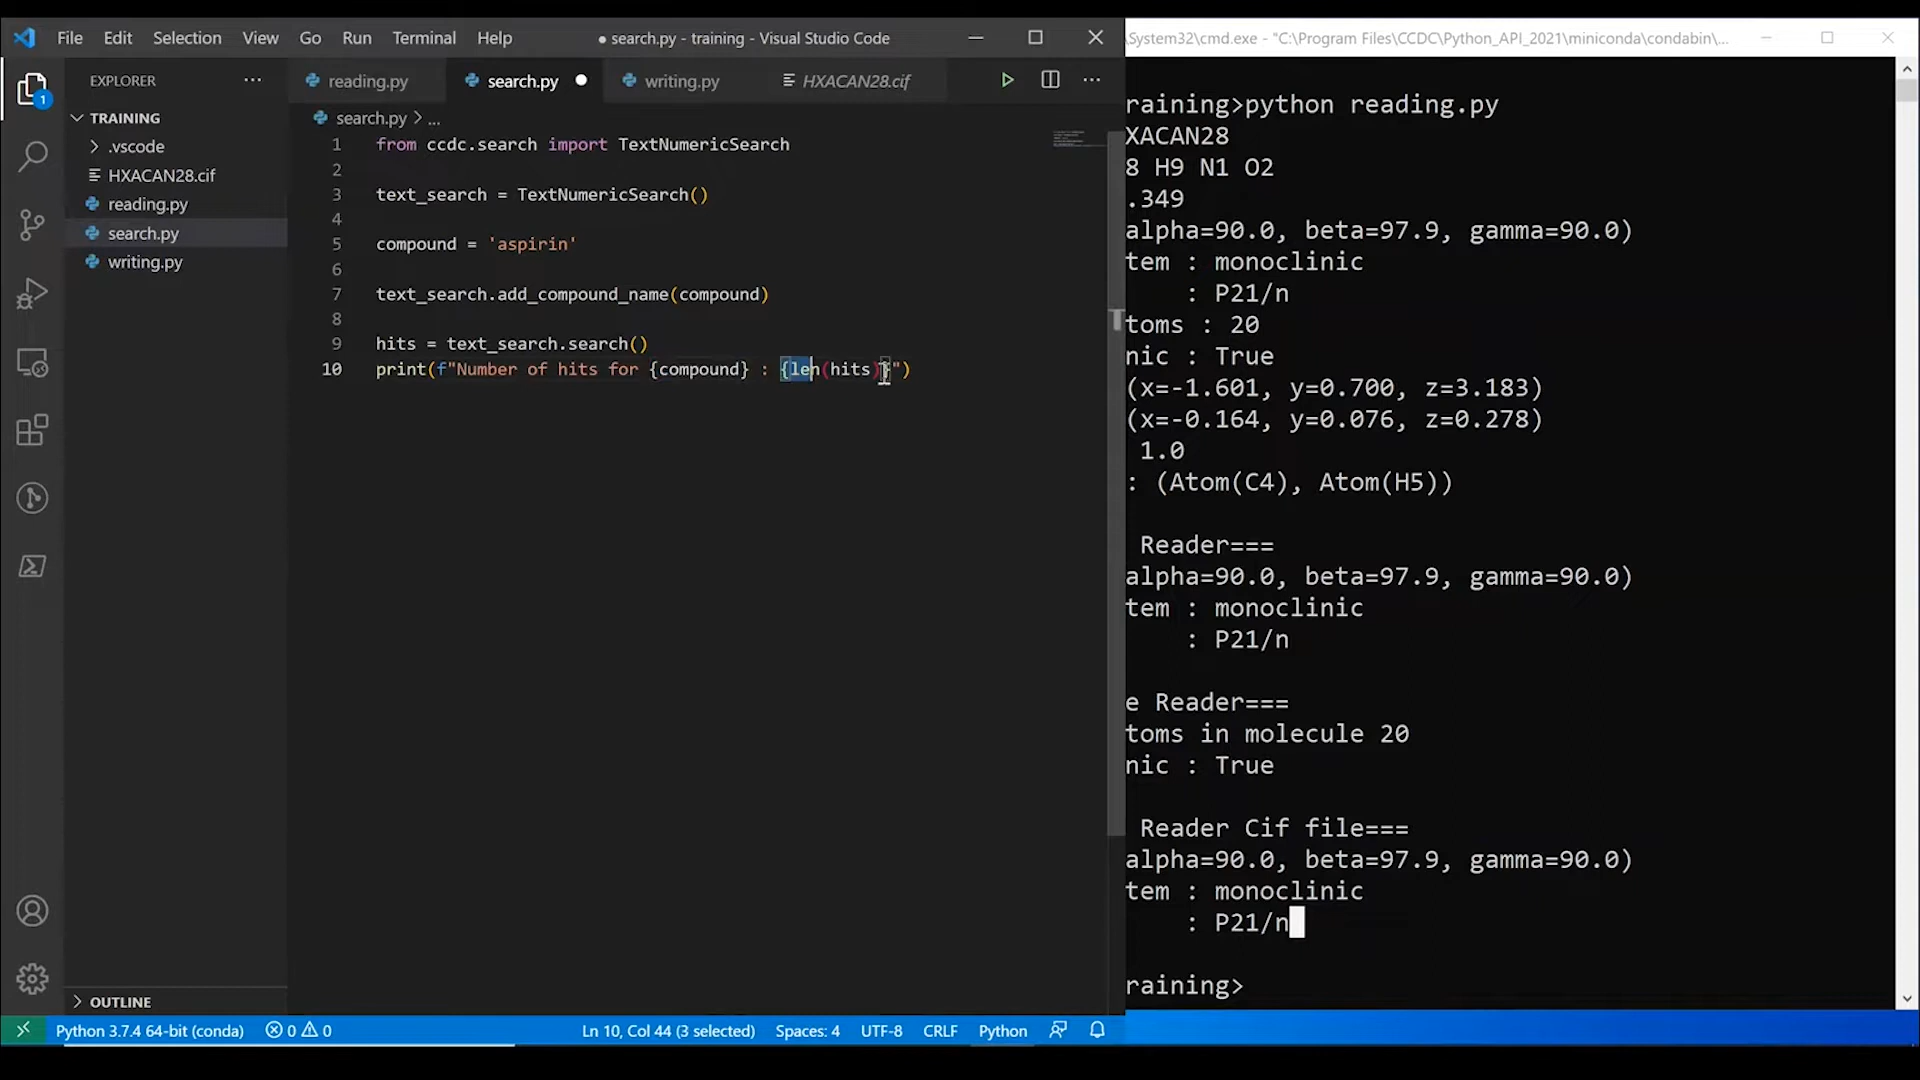 File Edit Selection View Go Run Terminal Help
● search.py - training - Visual Studio Code
\System32\cmd.exe - "C:\Program Files\CCDC\Python_API_2021\miniconda\condabin\...
EXPLORER
TRAINING
.vscode
HXACAN28.cif
reading.py
search.py
writing.py
OUTLINE
1
reading.py
search.py
writing.py
HXACAN28.cif
search.py > ...
1 from ccdc.search import TextNumericSearch
2
3 text_search = TextNumericSearch()
4
5 compound = 'aspirin'
6
7 text_search.add_compound_name(compound)
8
9 hits = text_search.search()
10 print(f"Number of hits for {compound} : {len(hits)}")
raining>python reading.py
XACAN28
8 H9 N1 O2
.349
alpha=90.0, beta=97.9, gamma=90.0)
tem : monoclinic
: P21/n
toms : 20
nic : True
(x=-1.601, y=0.700, z=3.183)
(x=-0.164, y=0.076, z=0.278)
1.0
: (Atom(C4), Atom(H5))
Reader===
alpha=90.0, beta=97.9, gamma=90.0)
tem : monoclinic
: P21/n
e Reader===
toms in molecule 20
nic : True
Reader Cif file===
alpha=90.0, beta=97.9, gamma=90.0)
tem : monoclinic
: P21/n
raining>
Python 3.7.4 64-bit (conda) 0 0 Ln 10, Col 44 (3 selected) Spaces: 4 UTF-8 CRLF Python